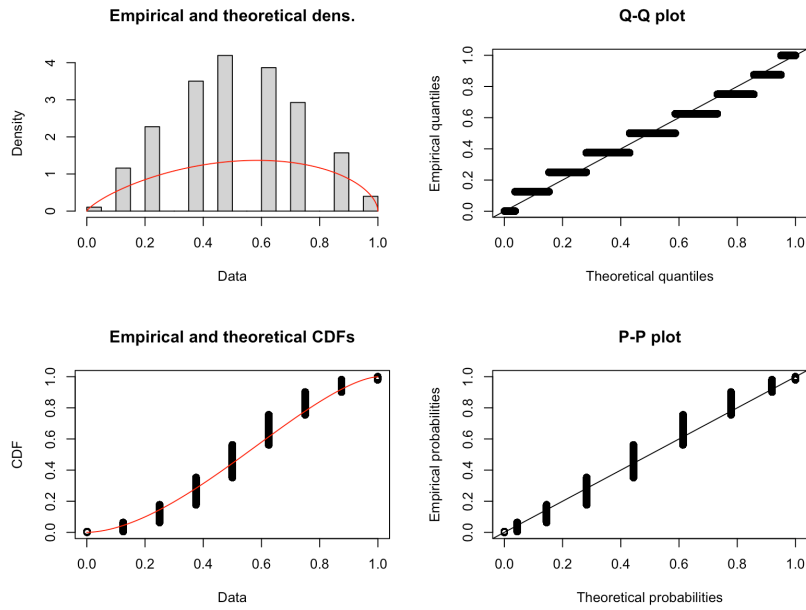 Empirical and theoretical dens.
Density
0 1 2 3 4
0.0 0.2 0.4 0.6 0.8 1.0
Data
Q-Q plot
Empirical quantiles
0.0 0.2 0.4 0.6 0.8 1.0
0.0 0.2 0.4 0.6 0.8 1.0
Theoretical quantiles
Empirical and theoretical CDFs
CDF
0.0 0.2 0.4 0.6 0.8 1.0
0.0 0.2 0.4 0.6 0.8 1.0
Data
P-P plot
Empirical probabilities
0.0 0.2 0.4 0.6 0.8 1.0
0.0 0.2 0.4 0.6 0.8 1.0
Theoretical probabilities